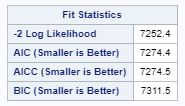 Fit Statistics
-2 Log Likelihood 7252.4
AIC (Smaller is Better) 7274.4
AICC (Smaller is Better) 7274.5
BIC (Smaller is Better) 7311.5